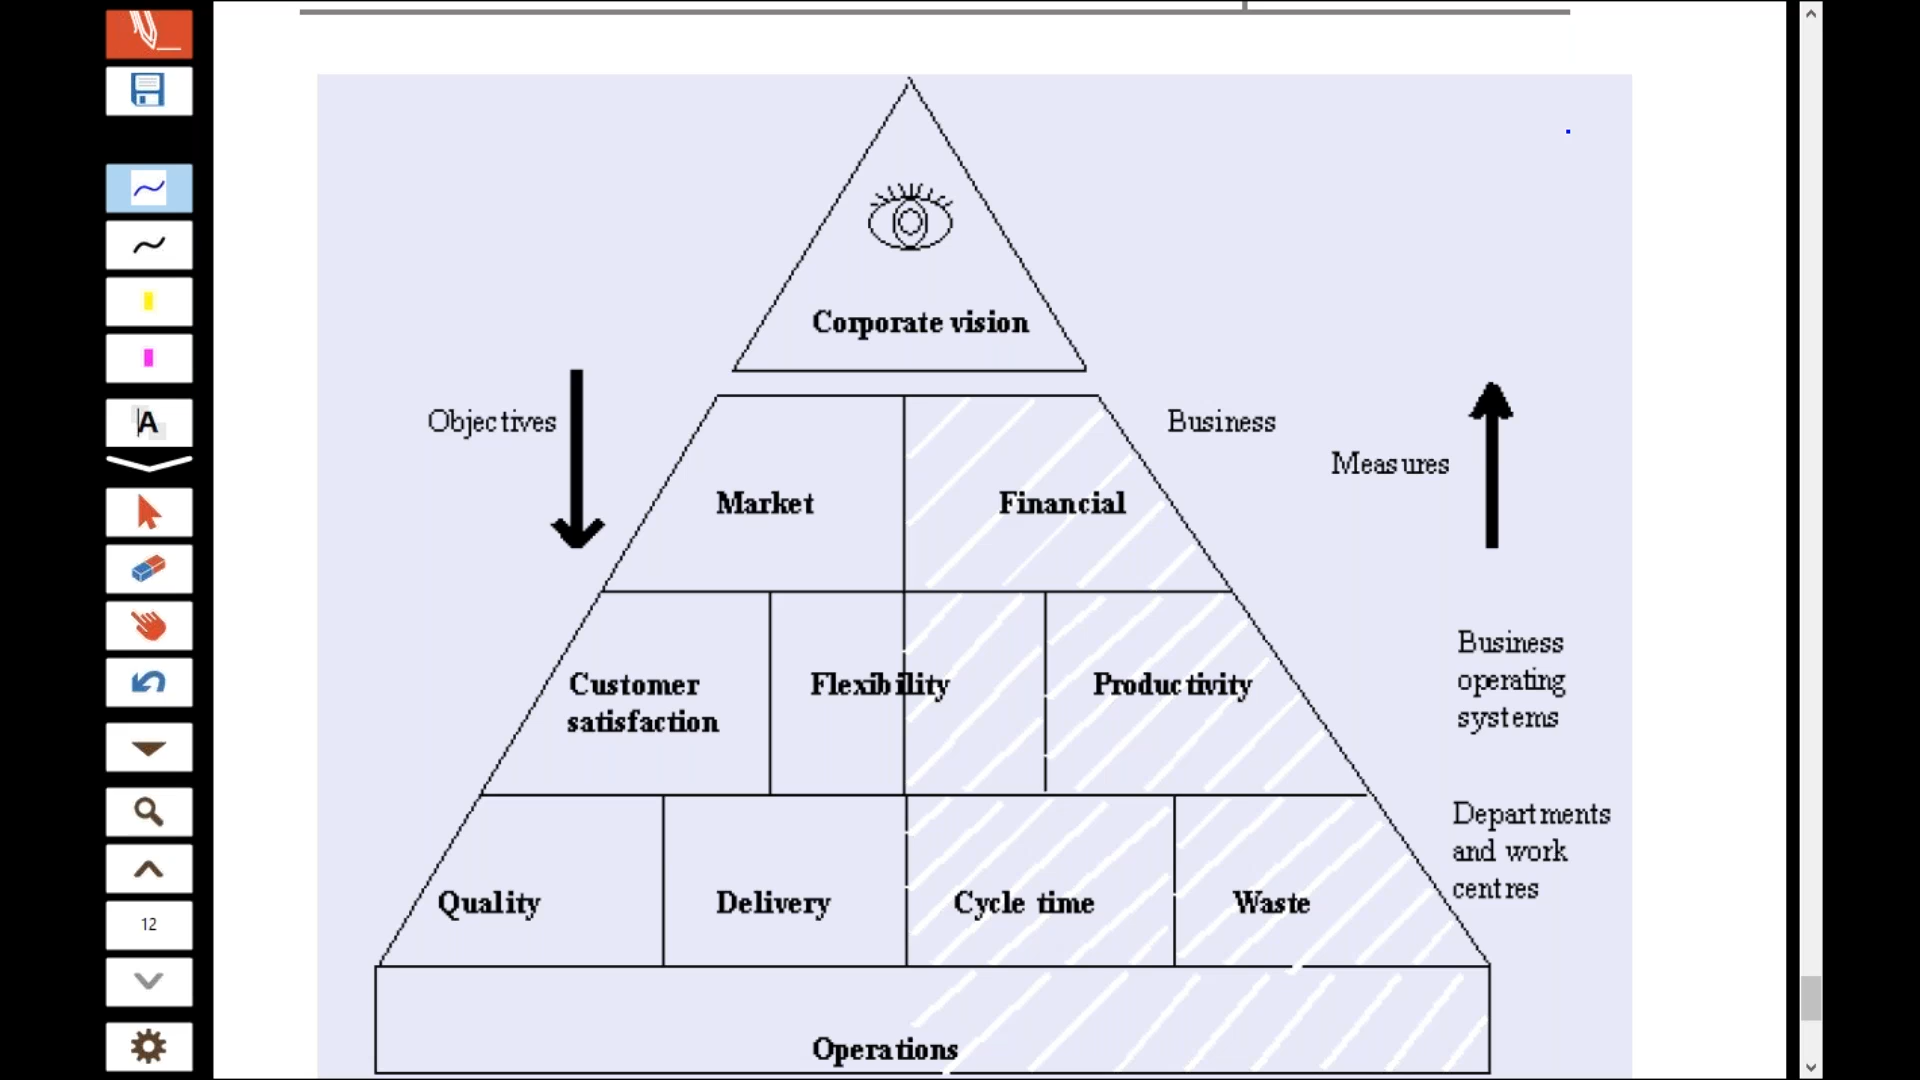 Corporate vision
Objectives
Business
Measures
Market
Financial
Business
operating
systems
Customer
satisfaction
Flexibility
Productivity
Departments
and work
centres
Quality
Delivery
Cycle time
Waste
Operations
A
12